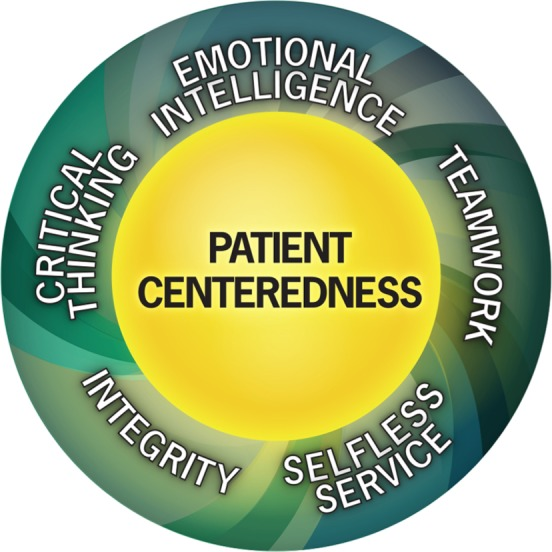 EMOTIONAL
INTELLIGENCE
TEAMWORK
SELFLESS
SERVICE
INTEGRITY
CRITICAL
THINKING
PATIENT
CENTEREDNESS